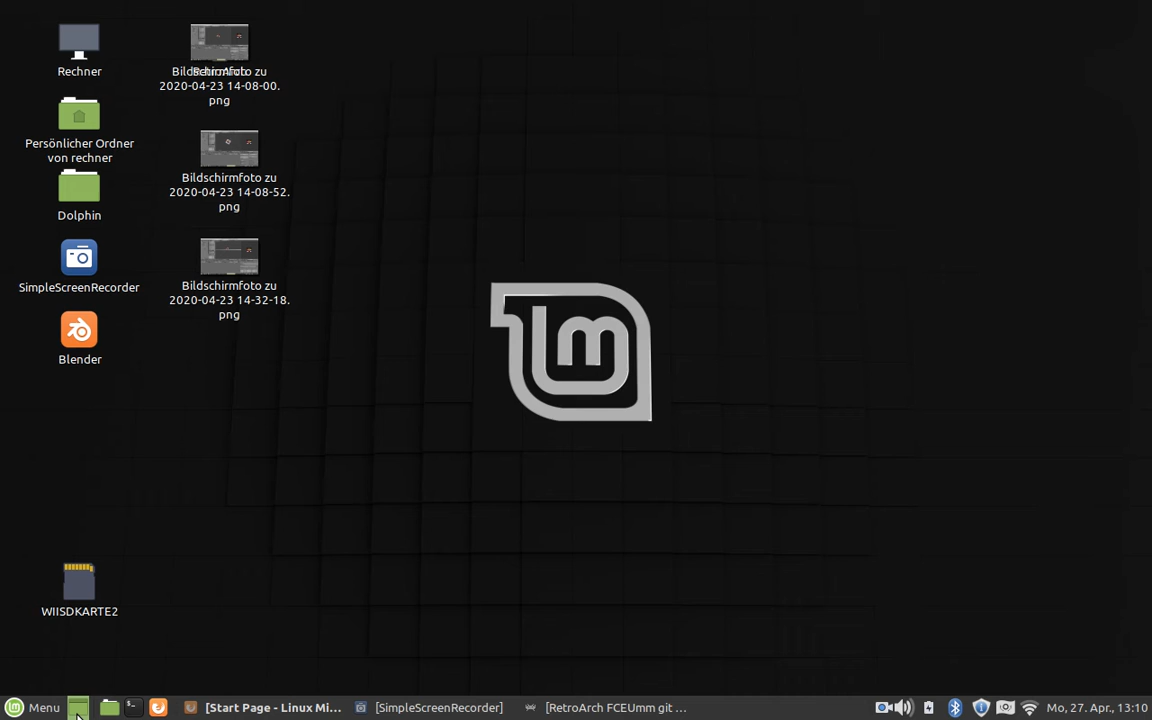 Rechner
Persönlicher Ordner
von rechner
Dolphin
SimpleScreenRecorder
Blender
Bildschirmfoto zu
2020-04-23 14-08-00.
png
Bildschirmfoto zu
2020-04-23 14-08-52.
png
Bildschirmfoto zu
2020-04-23 14-32-18.
png
WIISDKARTE2
Menu
[Start Page - Linux Mi...
[SimpleScreenRecorder]
[RetroArch FCEUmm git ...
Mo, 27. Apr., 13:10